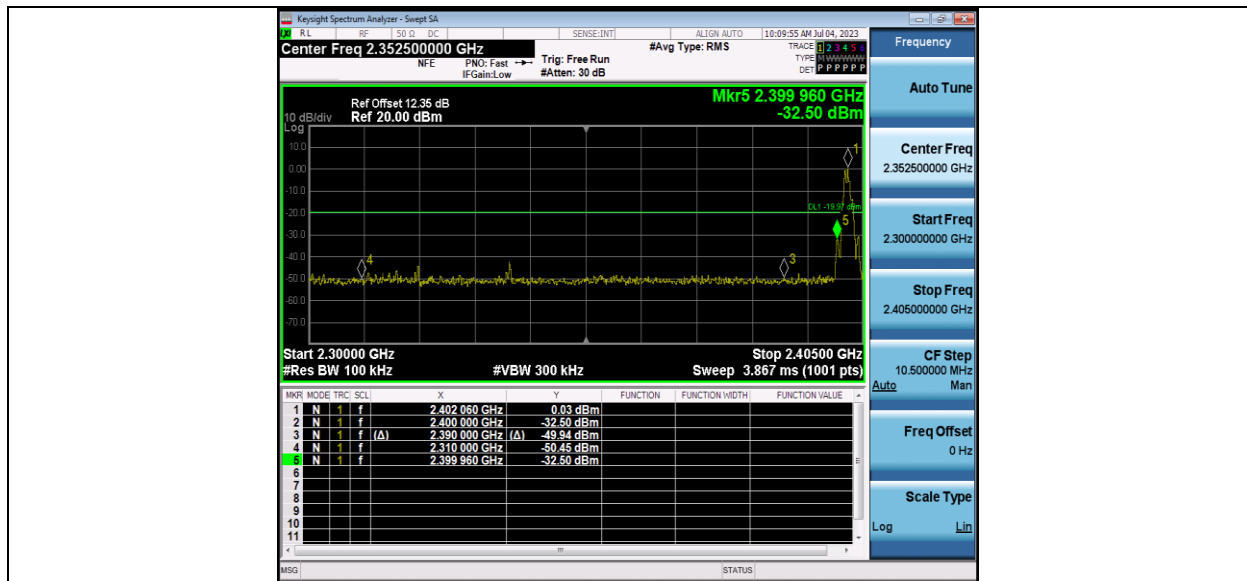 Keysight Spectrum Analyzer - Swept SA
RL RF 50 Ω DC SENSE:INT ALIGN AUTO 10:09:55 AM Jul 04, 2023
Center Freq 2.352500000 GHz
NFE PNO: Fast Trig: Free Run
IFGain:Low #Atten: 30 dB
#Avg Type: RMS
TRACE 1 2 3 4 5 6
TYPE M WWWWW
DET P P P P P P
Mkr5 2.399 960 GHz
-32.50 dBm
Ref Offset 12.35 dB
10 dB/div Ref 20.00 dBm
Log
10.0
0.00
-10.0
-20.0
-30.0
-40.0
-50.0
-60.0
-70.0
1
DL1 -19.97 dBm
5
4
3
Start 2.30000 GHz Stop 2.40500 GHz
#Res BW 100 kHz #VBW 300 kHz Sweep 3.867 ms (1001 pts)
MKR MODE TRC SCL X Y FUNCTION FUNCTION WIDTH FUNCTION VALUE
1 N 1 f 2.402 060 GHz 0.03 dBm
2 N 1 f 2.400 000 GHz -32.50 dBm
3 N 1 f (Δ) 2.390 000 GHz (Δ) -49.94 dBm
4 N 1 f 2.310 000 GHz -50.45 dBm
5 N 1 f 2.399 960 GHz -32.50 dBm
6
7
8
9
10
11
MSG STATUS
Frequency
Auto Tune
Center Freq
2.352500000 GHz
Start Freq
2.300000000 GHz
Stop Freq
2.405000000 GHz
CF Step
10.500000 MHz
Auto Man
Freq Offset
0 Hz
Scale Type
Log Lin